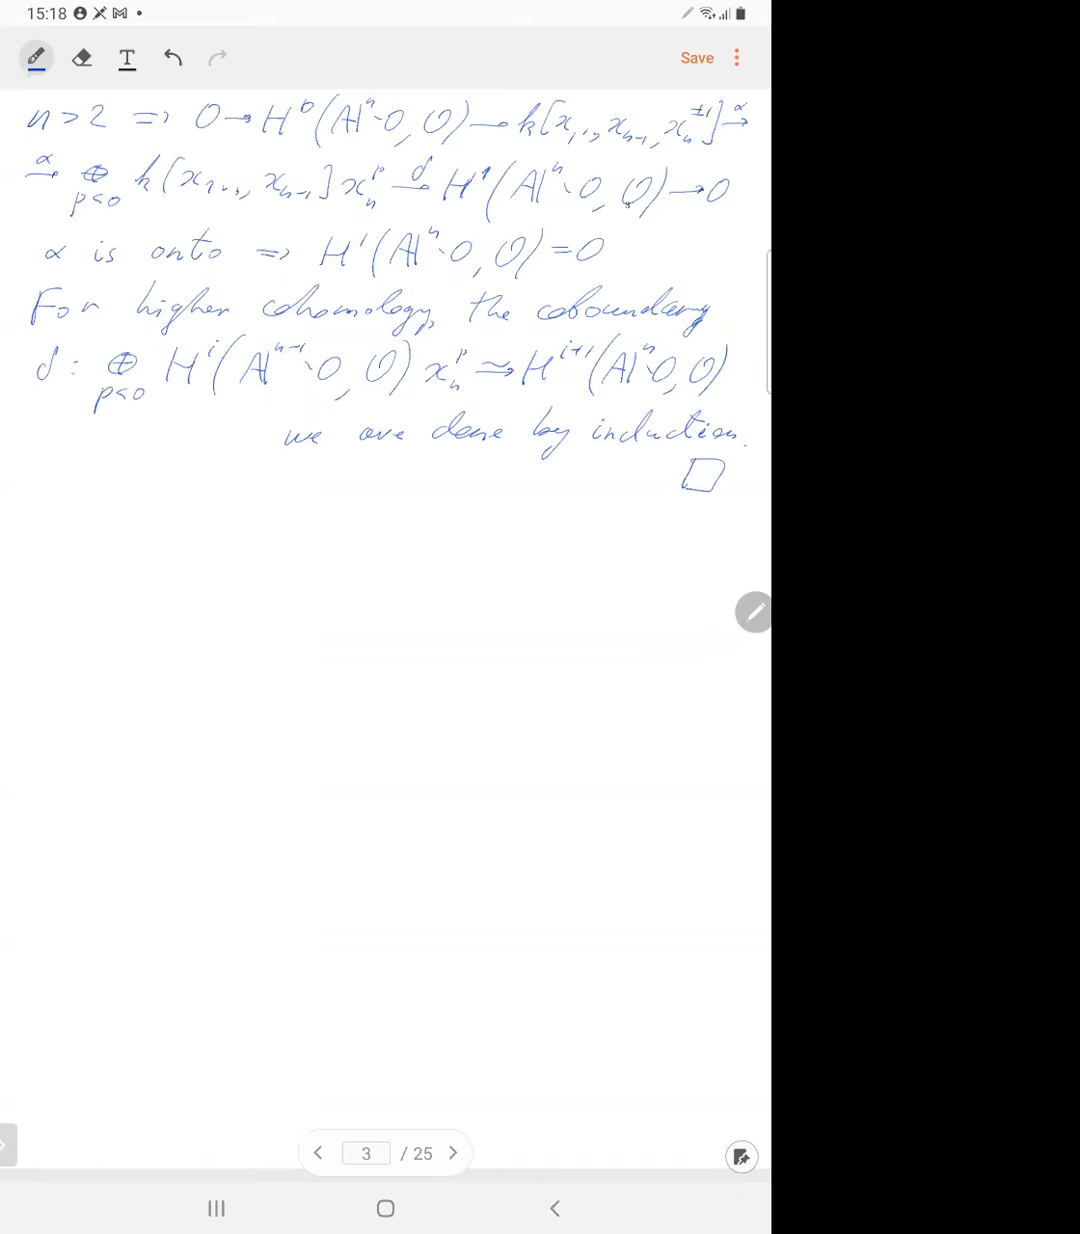 15:18
Save
n > 2 => 0 → H⁰(𝔸ⁿ∖0, O) → k[x₁, .., xₙ₋₁, xₙ^±1] →^α
→^α ⊕_{p<0} k[x₁, .., xₙ₋₁] xₙ^p →^δ H¹(𝔸ⁿ∖0, O) → 0
α is onto => H¹(𝔸ⁿ∖0, O) = 0
For higher cohomology, the coboundary
δ : ⊕_{p<0} Hⁱ(𝔸ⁿ⁻¹∖0, O) xₙ^p ⥲ Hⁱ⁺¹(𝔸ⁿ∖0, O)
we are done by induction.
3 / 25